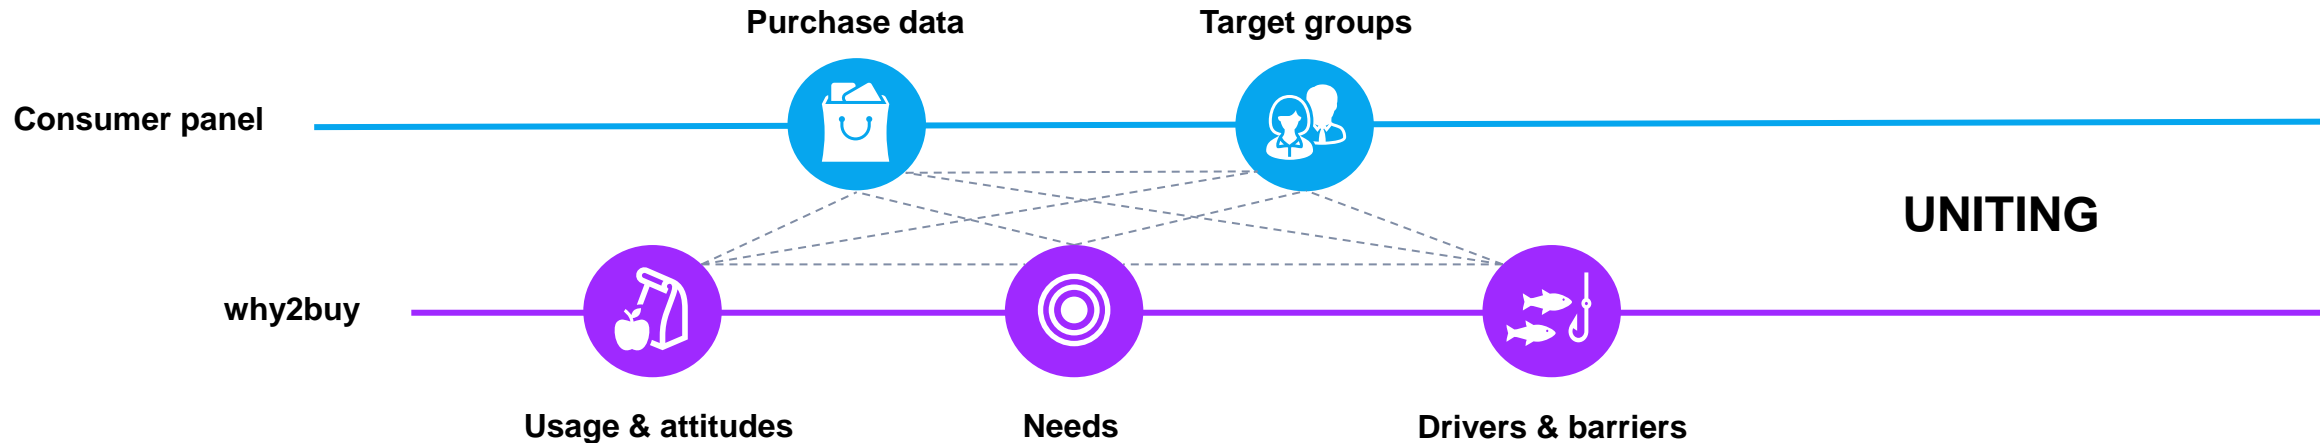 Purchase data
Target groups
Consumer panel
UNITING
why2buy
Usage & attitudes
Needs
Drivers & barriers